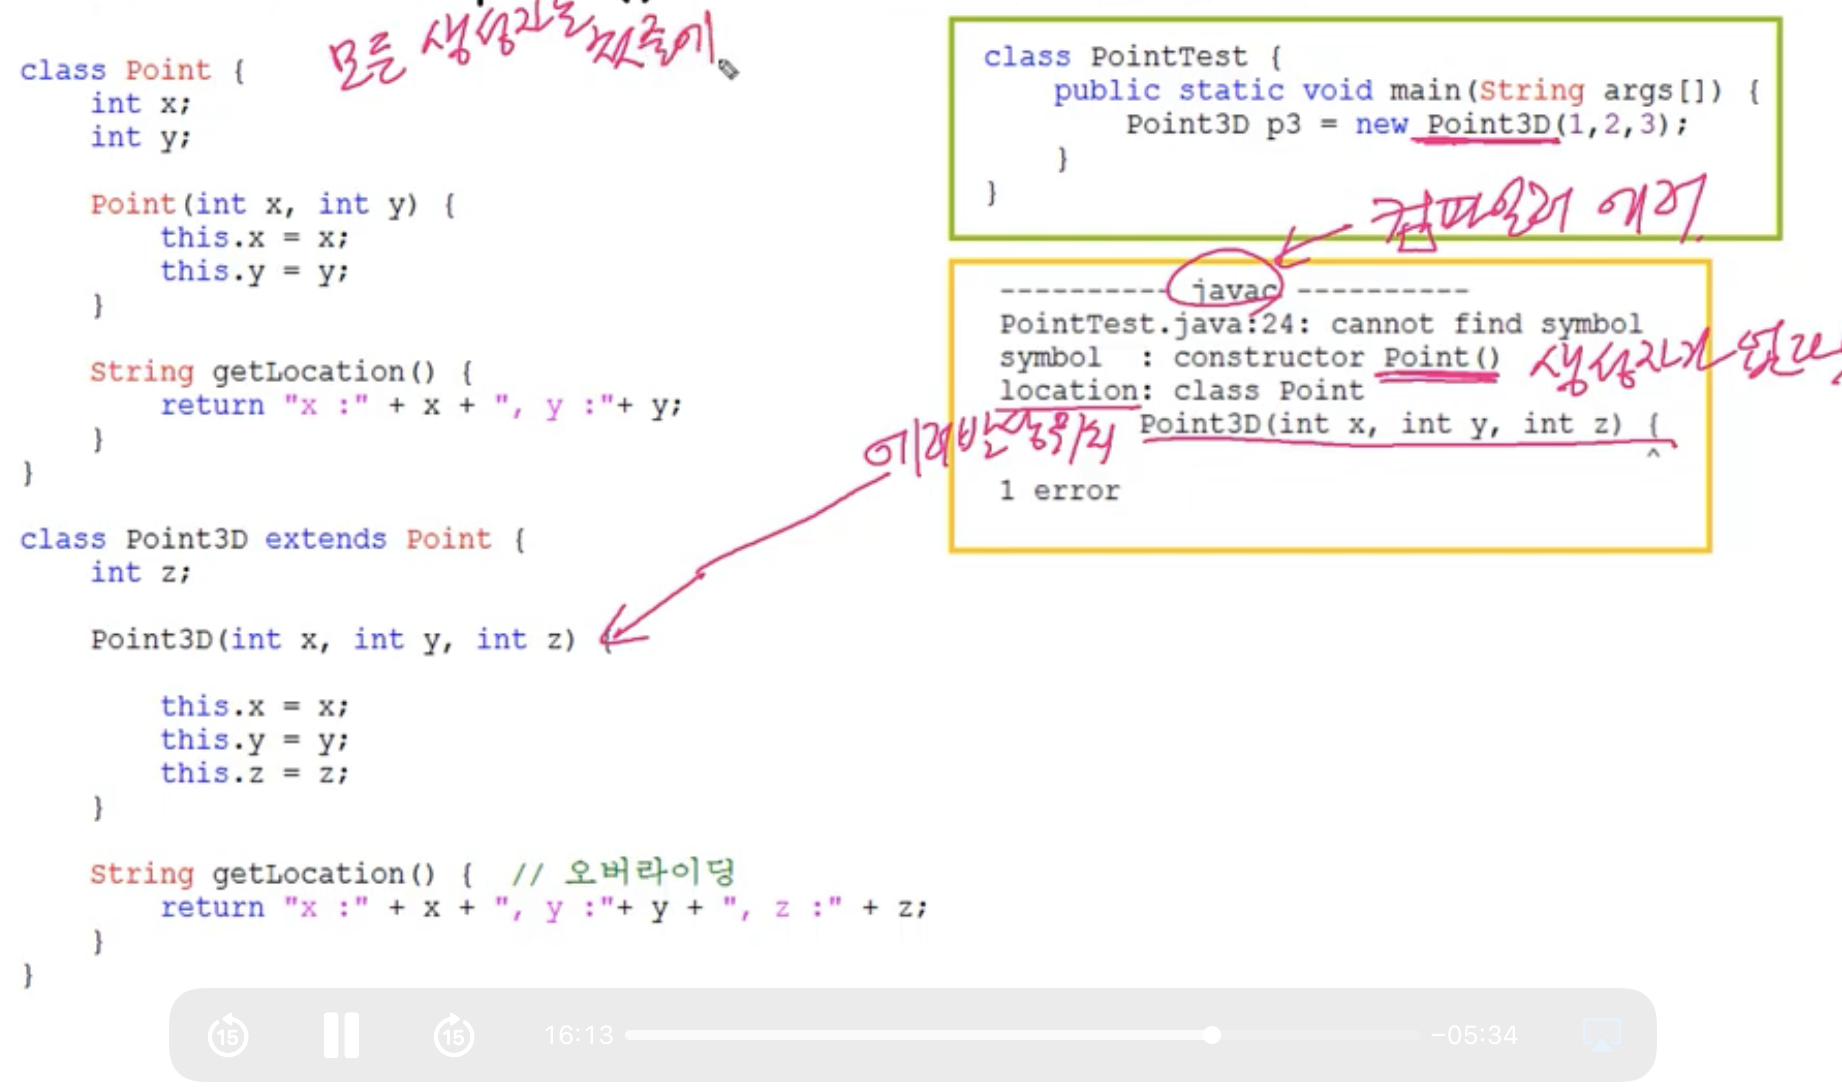 모든 생성자는 첫줄에
class Point {
    int x;
    int y;
    Point(int x, int y) {
        this.x = x;
        this.y = y;
    }
    String getLocation() {
        return "x :" + x + ", y :"+ y;
    }
}
class Point3D extends Point {
    int z;
    Point3D(int x, int y, int z) {
        this.x = x;
        this.y = y;
        this.z = z;
    }
    String getLocation() {  // 오버라이딩
        return "x :" + x + ", y :"+ y + ", z :" + z;
    }
}
class PointTest {
    public static void main(String args[]) {
        Point3D p3 = new Point3D(1,2,3);
    }
}
컴파일러 에러.
---------- javac ----------
PointTest.java:24: cannot find symbol
symbol  : constructor Point() 생성자가
location: class Point
에러발생위치 Point3D(int x, int y, int z) {
^
1 error
15
15
16:13
-05:34